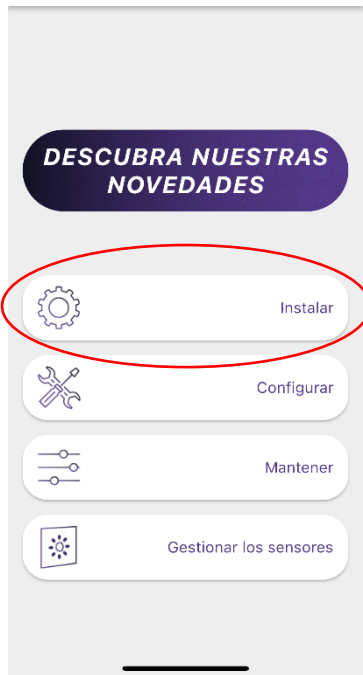 DESCUBRA NUESTRAS
NOVEDADES
Instalar
Configurar
Mantener
Gestionar los sensores